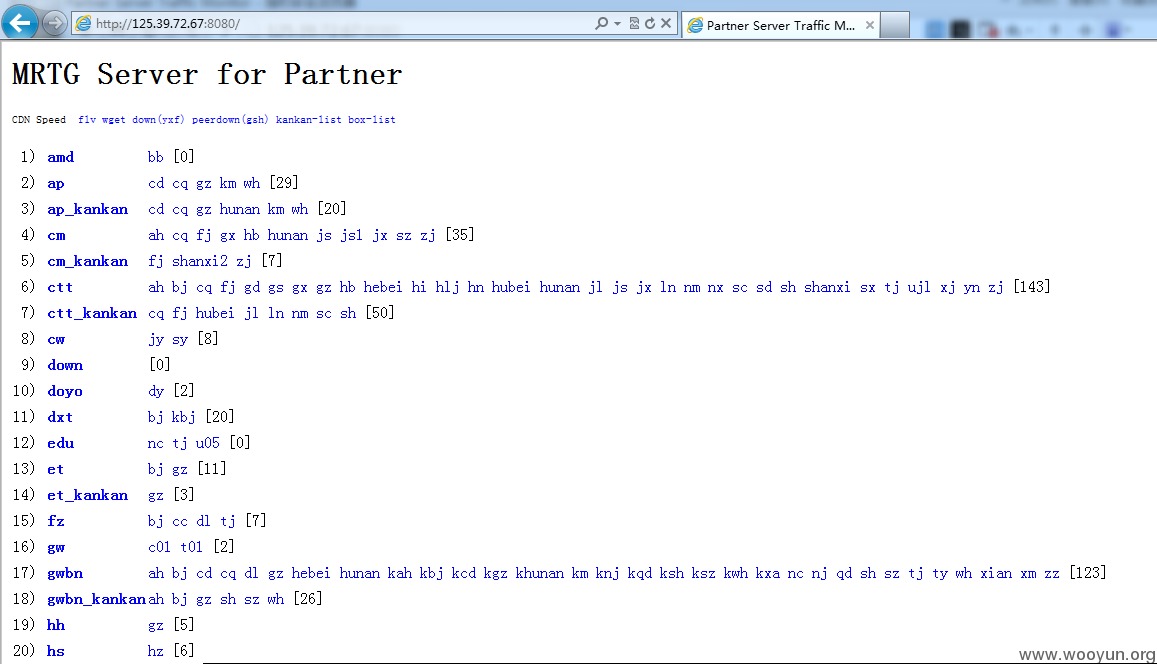 http://125.39.72.67:8080/
Partner Server Traffic M...
MRTG Server for Partner
CDN Speed flv wget down(yxf) peerdown(gsh) kankan-list box-list
1) amd bb [0]
2) ap cd cq gz km wh [29]
3) ap_kankan cd cq gz hunan km wh [20]
4) cm ah cq fj gx hb hunan js js1 jx sz zj [35]
5) cm_kankan fj shanxi2 zj [7]
6) ctt ah bj cq fj gd gs gx gz hb hebei hi hlj hn hubei hunan jl js jx ln nm nx sc sd sh shanxi sx tj ujl xj yn zj [143]
7) ctt_kankan cq fj hubei jl ln nm sc sh [50]
8) cw jy sy [8]
9) down [0]
10) doyo dy [2]
11) dxt bj kbj [20]
12) edu nc tj u05 [0]
13) et bj gz [11]
14) et_kankan gz [3]
15) fz bj cc dl tj [7]
16) gw c01 t01 [2]
17) gwbn ah bj cd cq dl gz hebei hunan kah kbj kcd kgz khunan km knj kqd ksh ksz kwh kxa nc nj qd sh sz tj ty wh xian xm zz [123]
18) gwbn_kankan ah bj gz sh sz wh [26]
19) hh gz [5]
20) hs hz [6]
www.wooyun.org